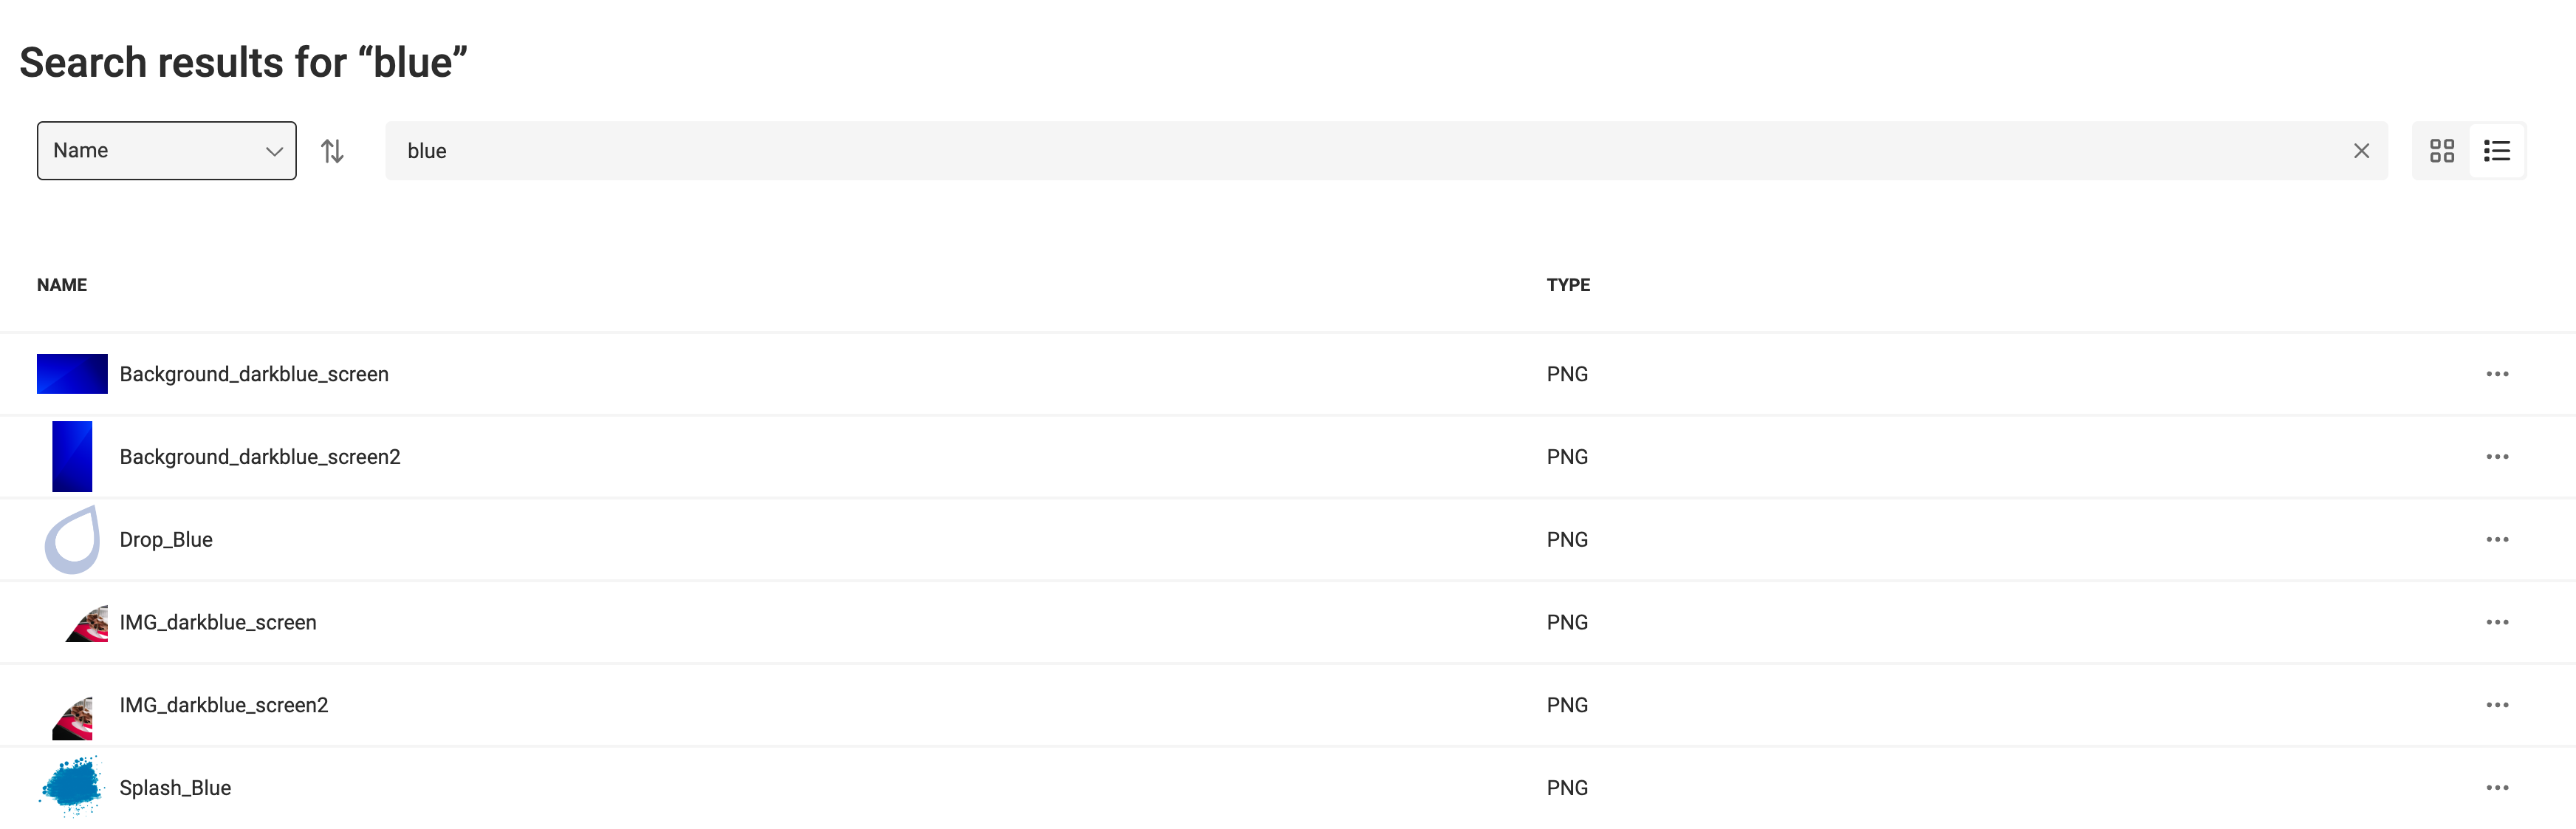 Search results for “blue”
Name
blue
NAME TYPE
Background_darkblue_screen PNG
Background_darkblue_screen2 PNG
Drop_Blue PNG
IMG_darkblue_screen PNG
IMG_darkblue_screen2 PNG
Splash_Blue PNG